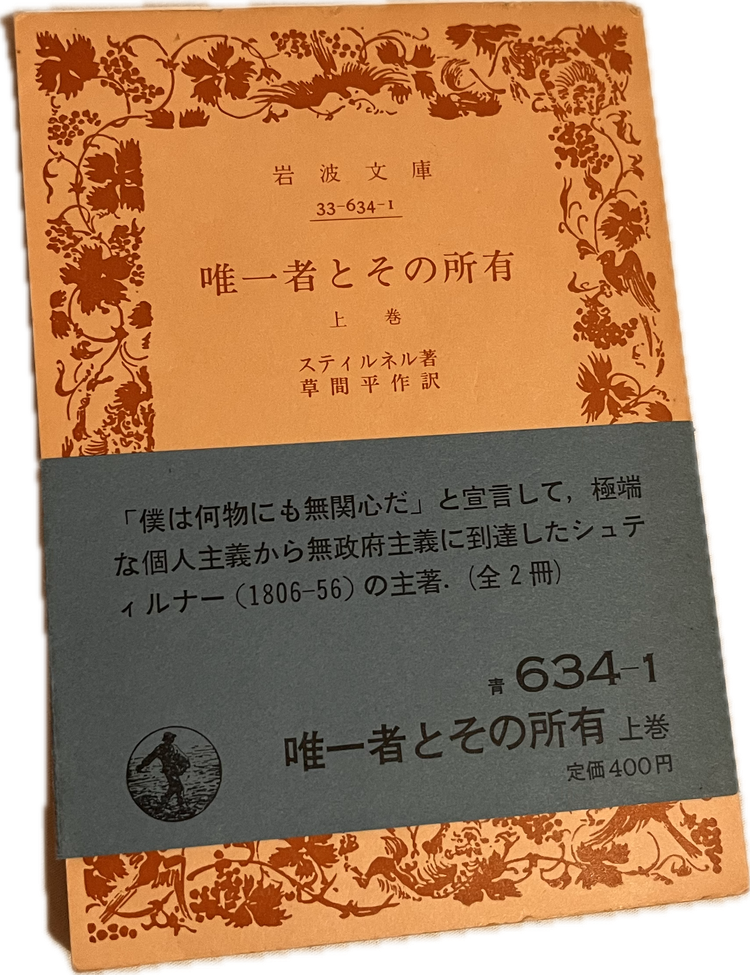 岩波文庫
33-634-1
唯一者とその所有
上巻
スティルネル著
草間平作訳
「僕は何物にも無関心だ」と宣言して，極端
な個人主義から無政府主義に到達したシュテ
ィルナー（1806-56）の主著．（全2冊）
青 634-1
唯一者とその所有 上巻
定価400円